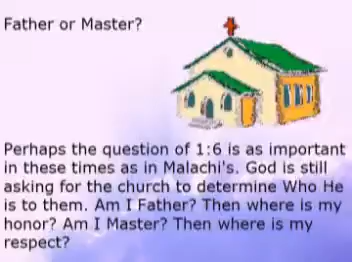 Father or Master?
Perhaps the question of 1:6 is as important
in these times as in Malachi's. God is still
asking for the church to determine Who He
is to them. Am I Father? Then where is my
honor? Am I Master? Then where is my
respect?